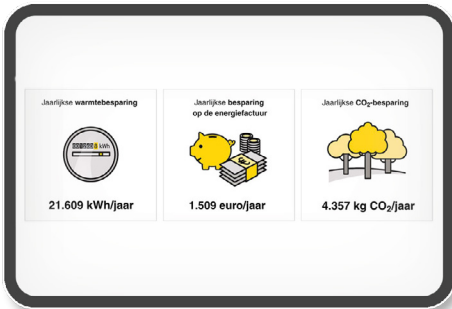 Jaarlijkse warmtebesparing
kWh
21.609 kWh/jaar
Jaarlijkse besparing
op de energiefactuur
1.509 euro/jaar
Jaarlijkse CO₂-besparing
4.357 kg CO₂/jaar